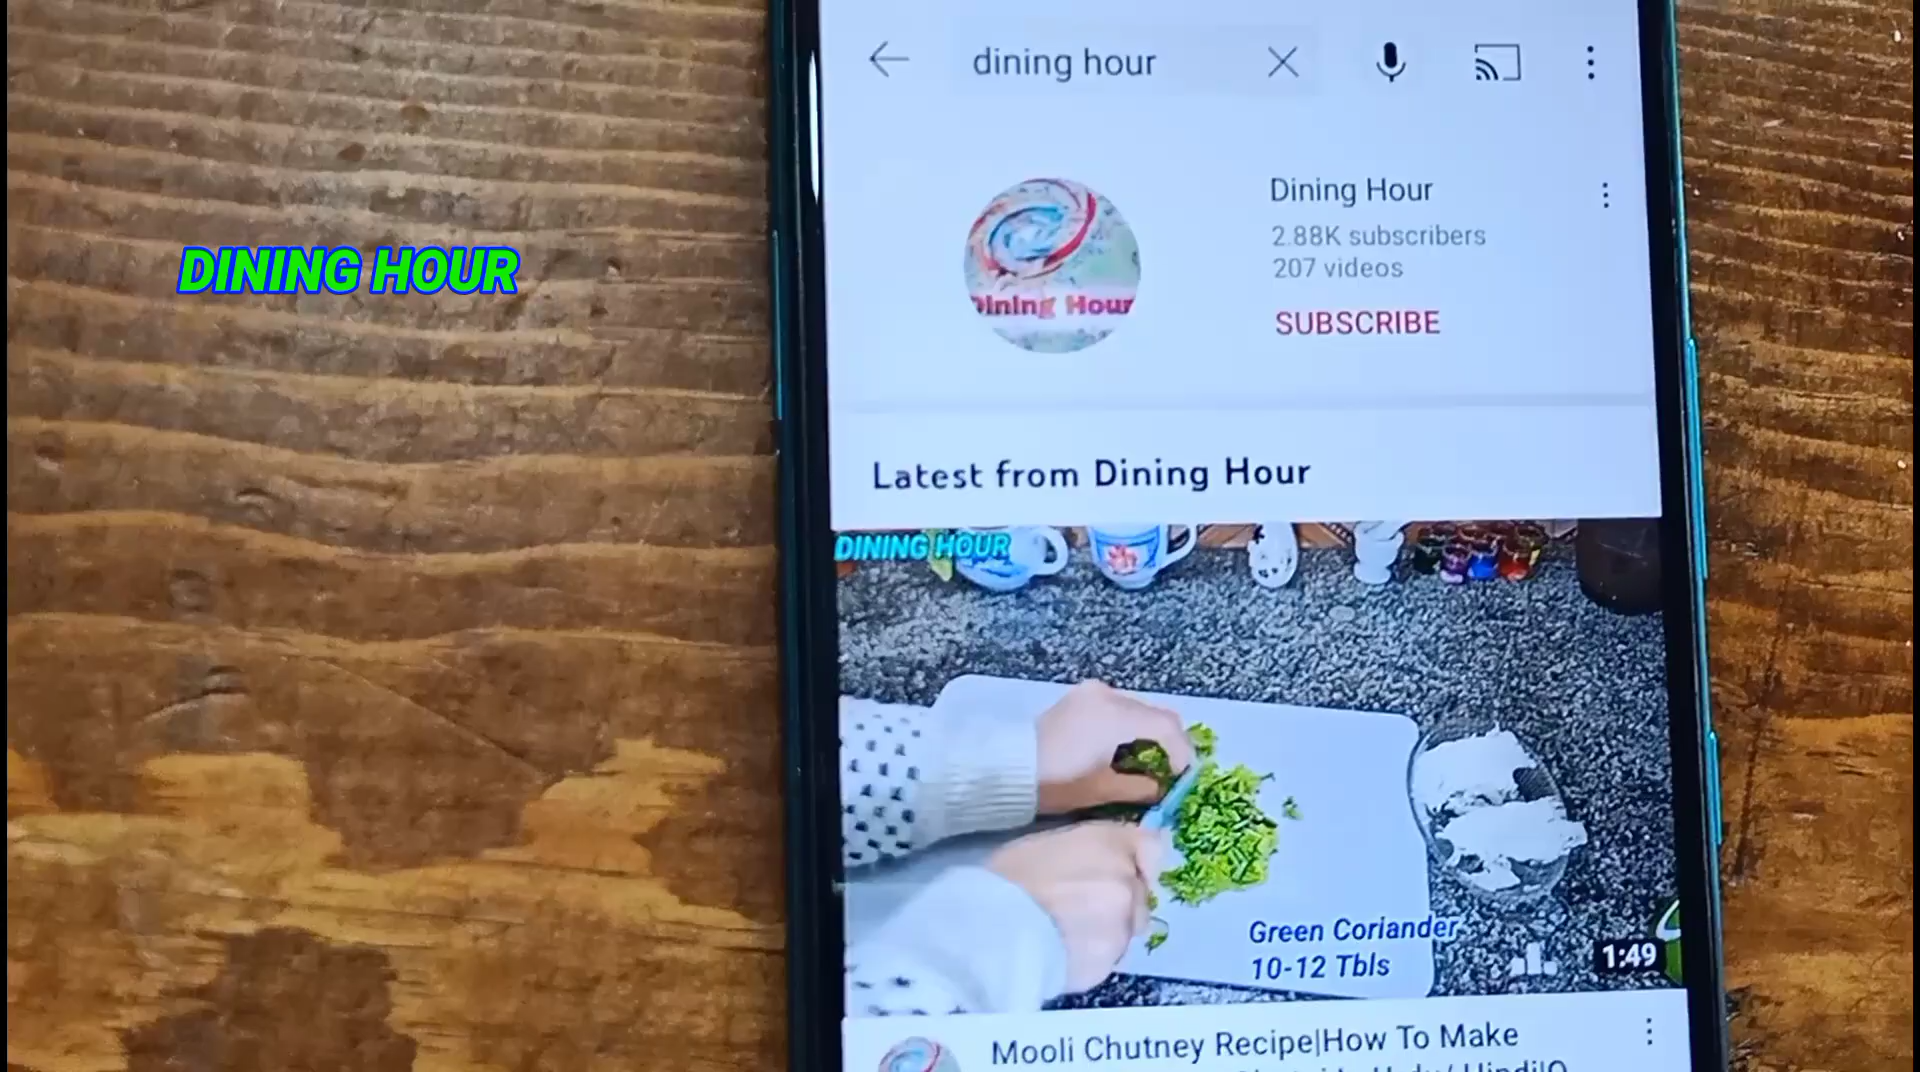 dining hour
DINING HOUR
Dining Hour
2.88K subscribers
207 videos
SUBSCRIBE
Dining Hour
Latest from Dining Hour
DINING HOUR
Green Coriander
10-12 Tbls
1:49
Mooli Chutney Recipe|How To Make